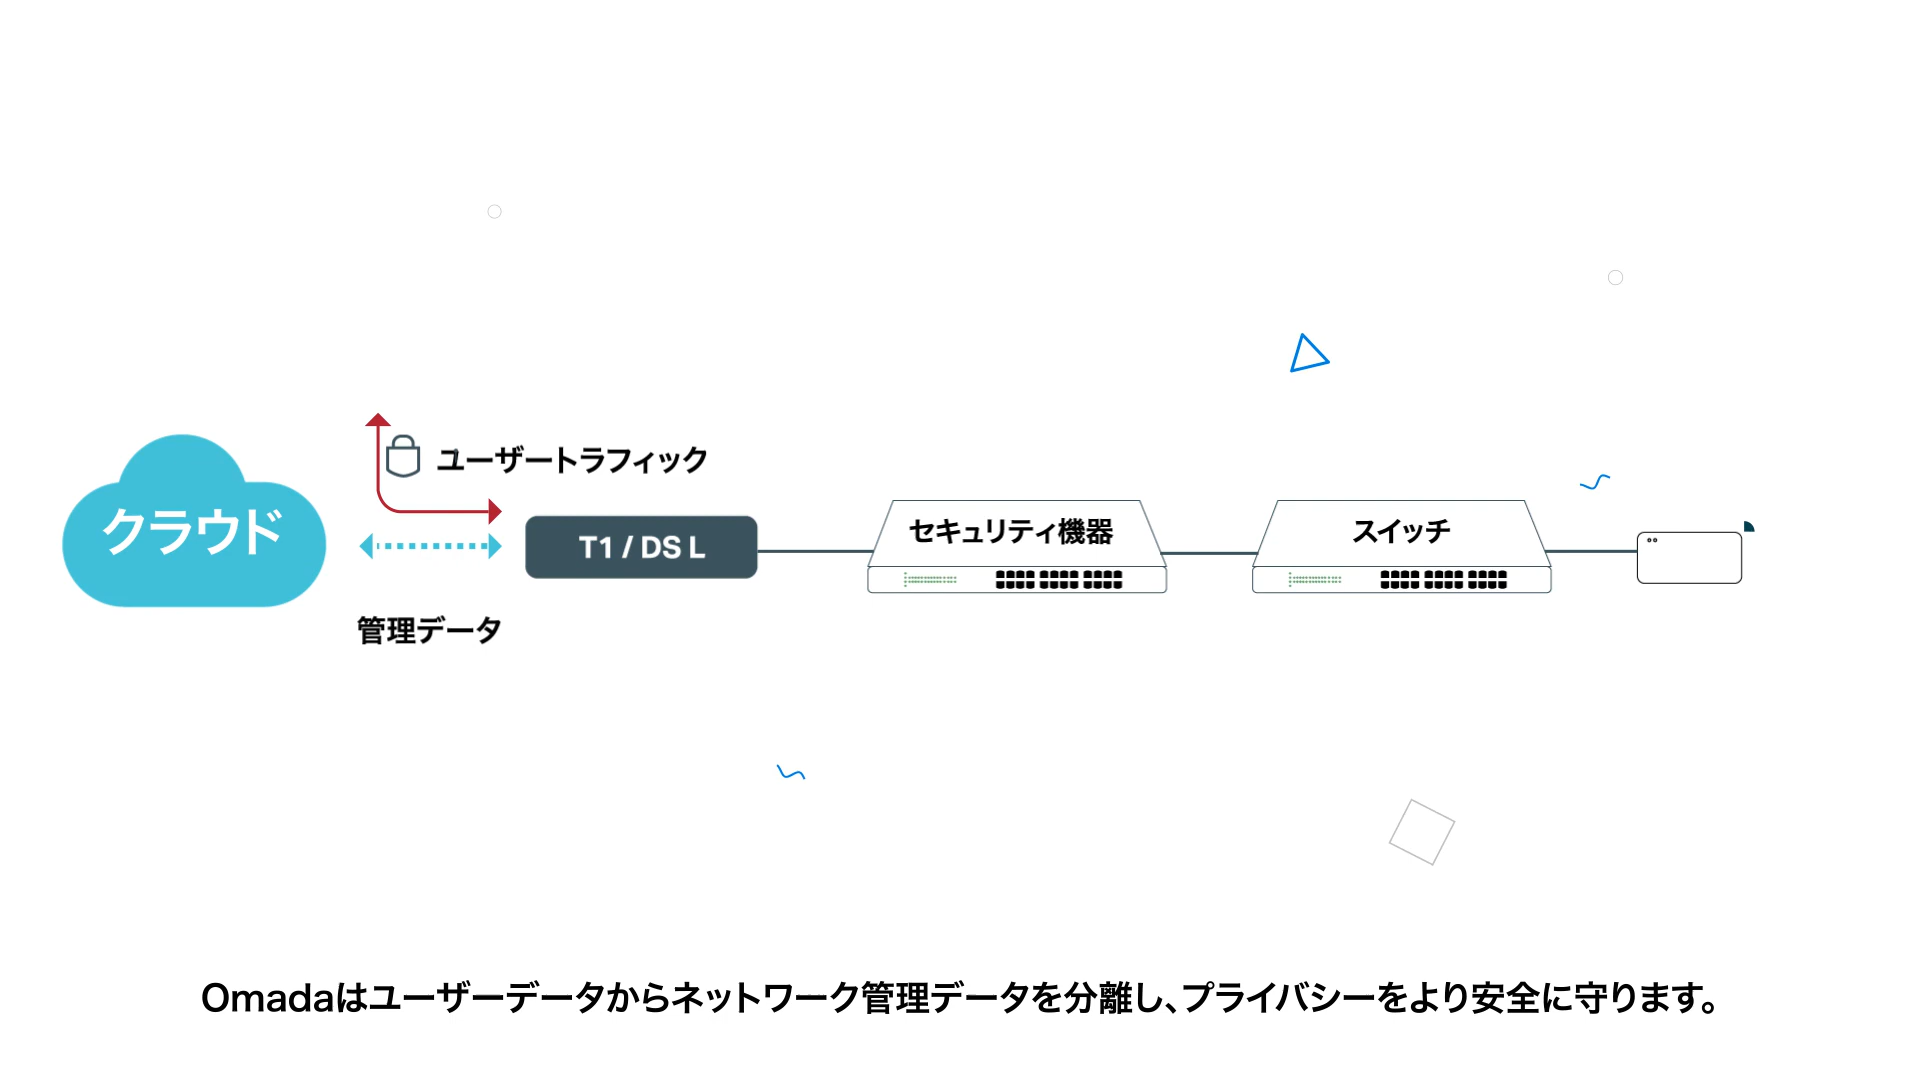 ユーザートラフィック
クラウド
T1 / DS L
セキュリティ機器
スイッチ
管理データ
Omadaはユーザーデータからネットワーク管理データを分離し、プライバシーをより安全に守ります。